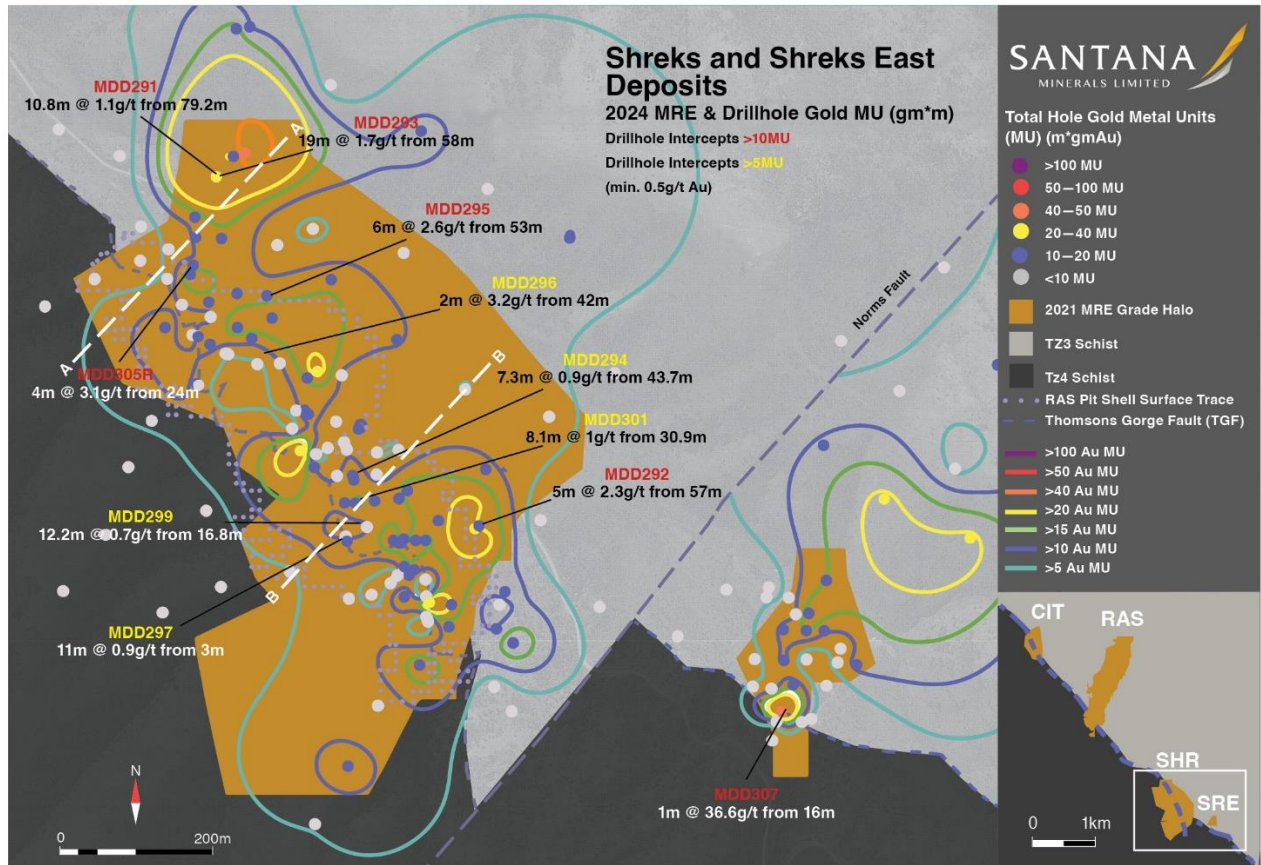 Shreks and Shreks East
Deposits
2024 MRE & Drillhole Gold MU (gm*m)
Drillhole Intercepts >10MU
Drillhole Intercepts >5MU
(min. 0.5g/t Au)
MDD291
10.8m @ 1.1g/t from 79.2m
MDD293
19m @ 1.7g/t from 58m
A
MDD295
6m @ 2.6g/t from 53m
MDD296
2m @ 3.2g/t from 42m
Norms Fault
A
MDD305R
4m @ 3.1g/t from 24m
B
MDD294
7.3m @ 0.9g/t from 43.7m
MDD301
8.1m @ 1g/t from 30.9m
MDD292
5m @ 2.3g/t from 57m
MDD299
12.2m @ 0.7g/t from 16.8m
B
MDD297
11m @ 0.9g/t from 3m
MDD307
1m @ 36.6g/t from 16m
N
0 200m
SANTANA
MINERALS LIMITED
Total Hole Gold Metal Units
(MU) (m*gmAu)
>100 MU
50—100 MU
40—50 MU
20—40 MU
10—20 MU
<10 MU
2021 MRE Grade Halo
TZ3 Schist
Tz4 Schist
RAS Pit Shell Surface Trace
Thomsons Gorge Fault (TGF)
>100 Au MU
>50 Au MU
>40 Au MU
>20 Au MU
>15 Au MU
>10 Au MU
>5 Au MU
CIT
RAS
SHR
SRE
0 1km